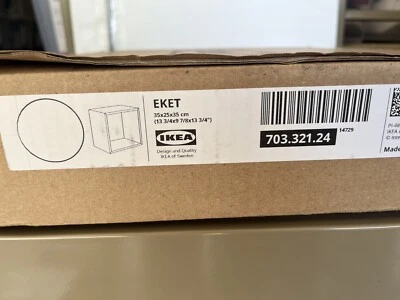 EKET
35x25x35 cm
(13 3/4x9 7/8x13 3/4")
IKEA
Design and Quality
IKEA of Sweden
703.321.24
14729
IKEA
Made